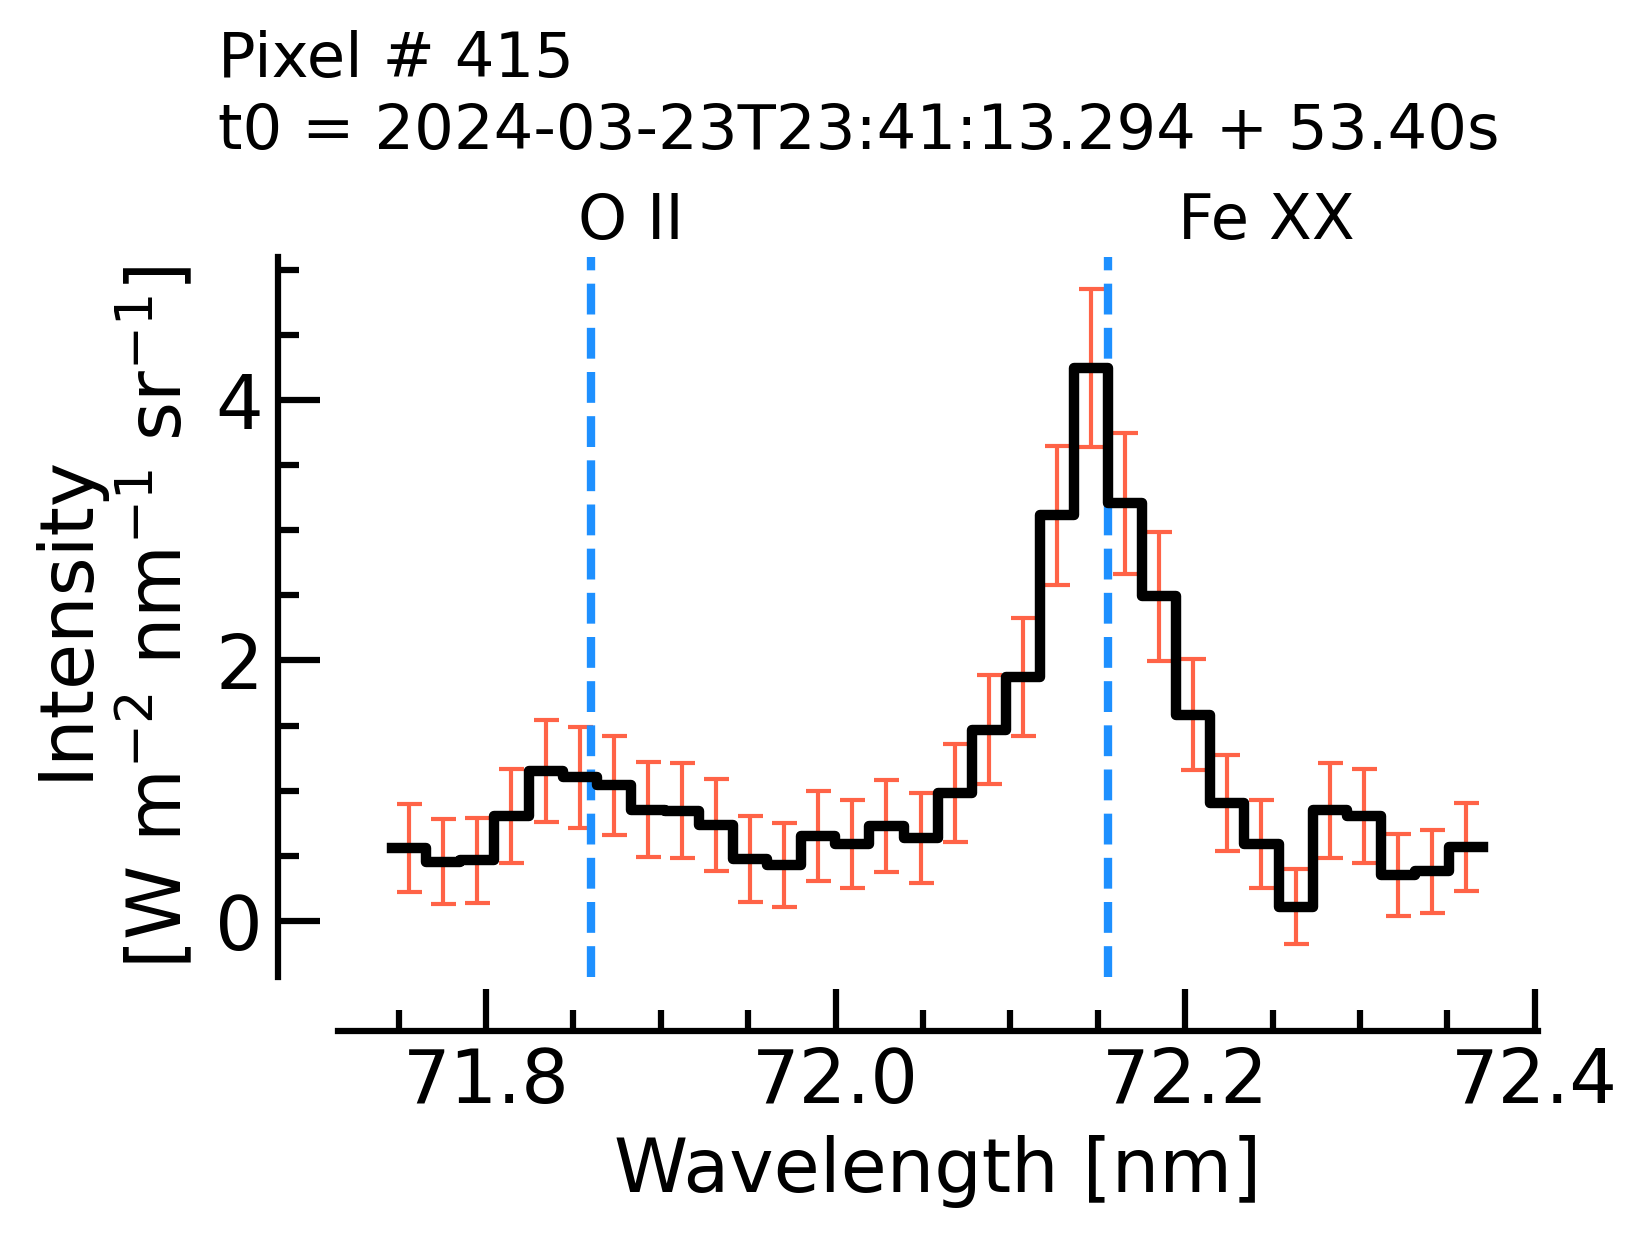 Pixel # 415
t0 = 2024-03-23T23:41:13.294 + 53.40s
O II
Fe XX
Intensity
[W m⁻² nm⁻¹ sr⁻¹]
4
2
0
71.8 72.0 72.2 72.4
Wavelength [nm]